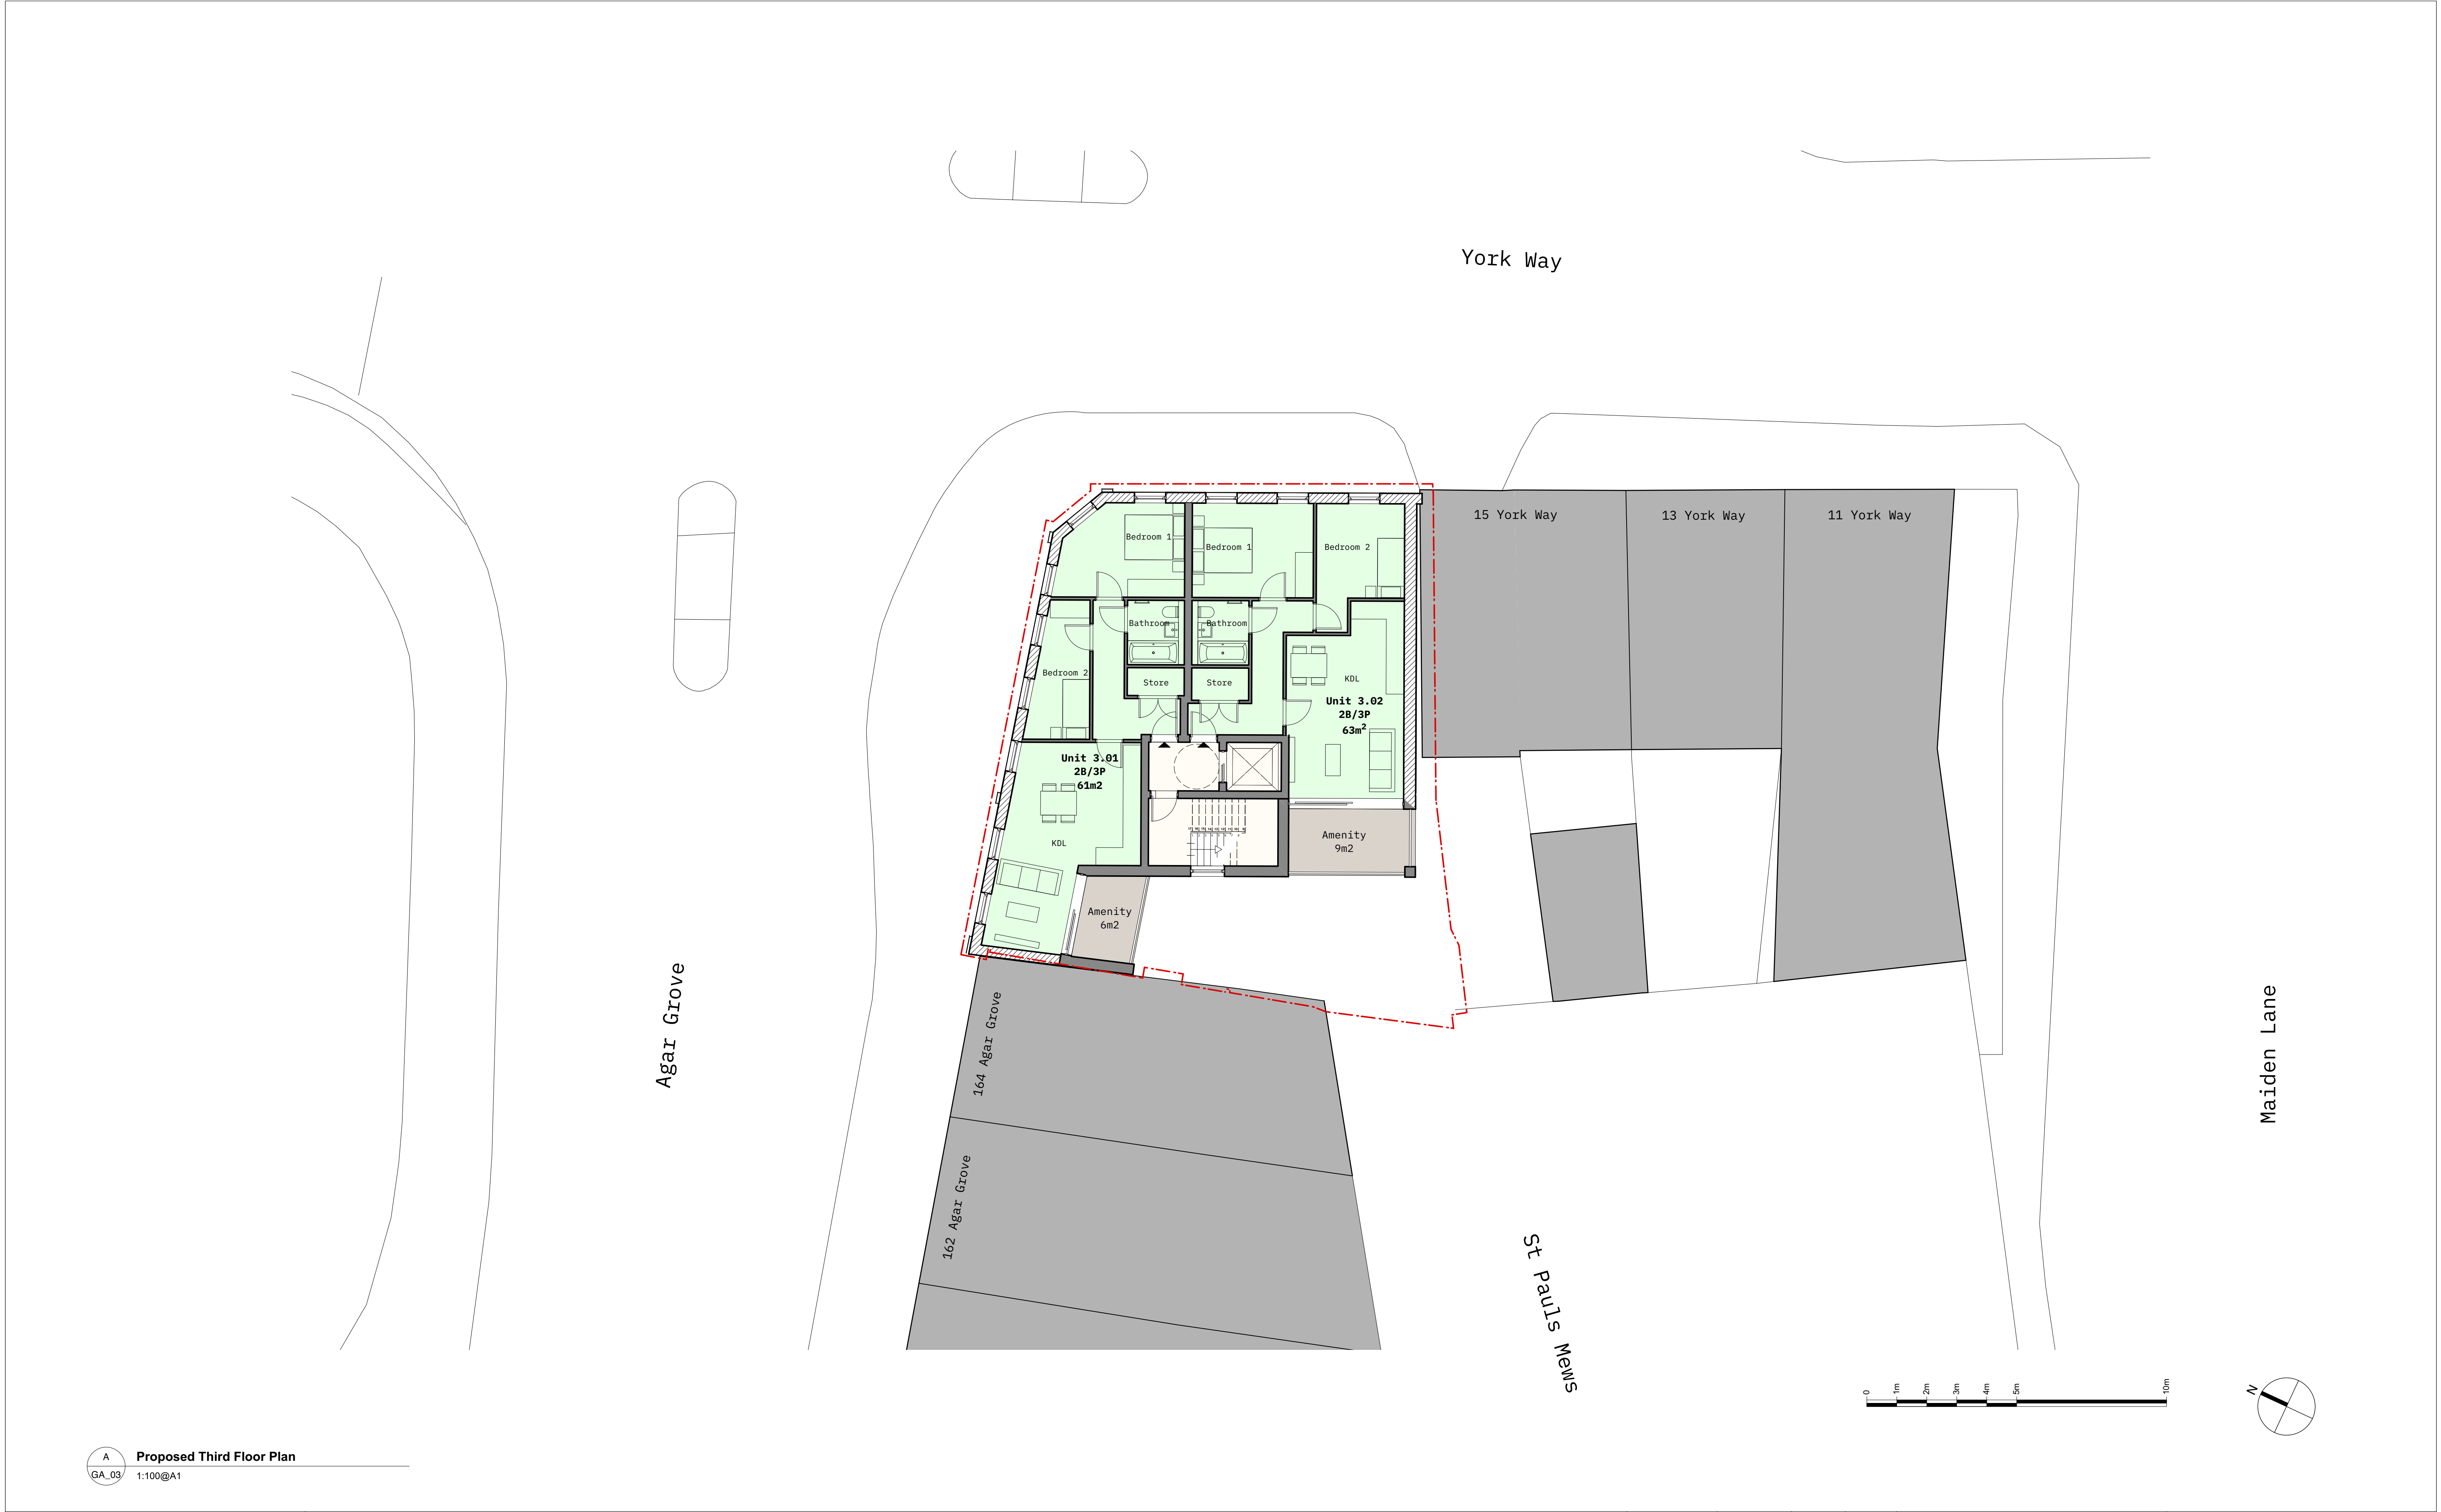 York Way
15 York Way
13 York Way
11 York Way
Bedroom 1
Bedroom 1
Bedroom 2
Bathroom
Bathroom
Bedroom 2
Store
Store
KDL
Unit 3.02
2B/3P
63m²
Unit 3.01
2B/3P
61m2
KDL
Amenity
9m2
Amenity
6m2
Agar Grove
164 Agar Grove
162 Agar Grove
St Pauls Mews
Maiden Lane
0
1m
2m
3m
4m
5m
10m
N
A
GA_03
Proposed Third Floor Plan
1:100@A1